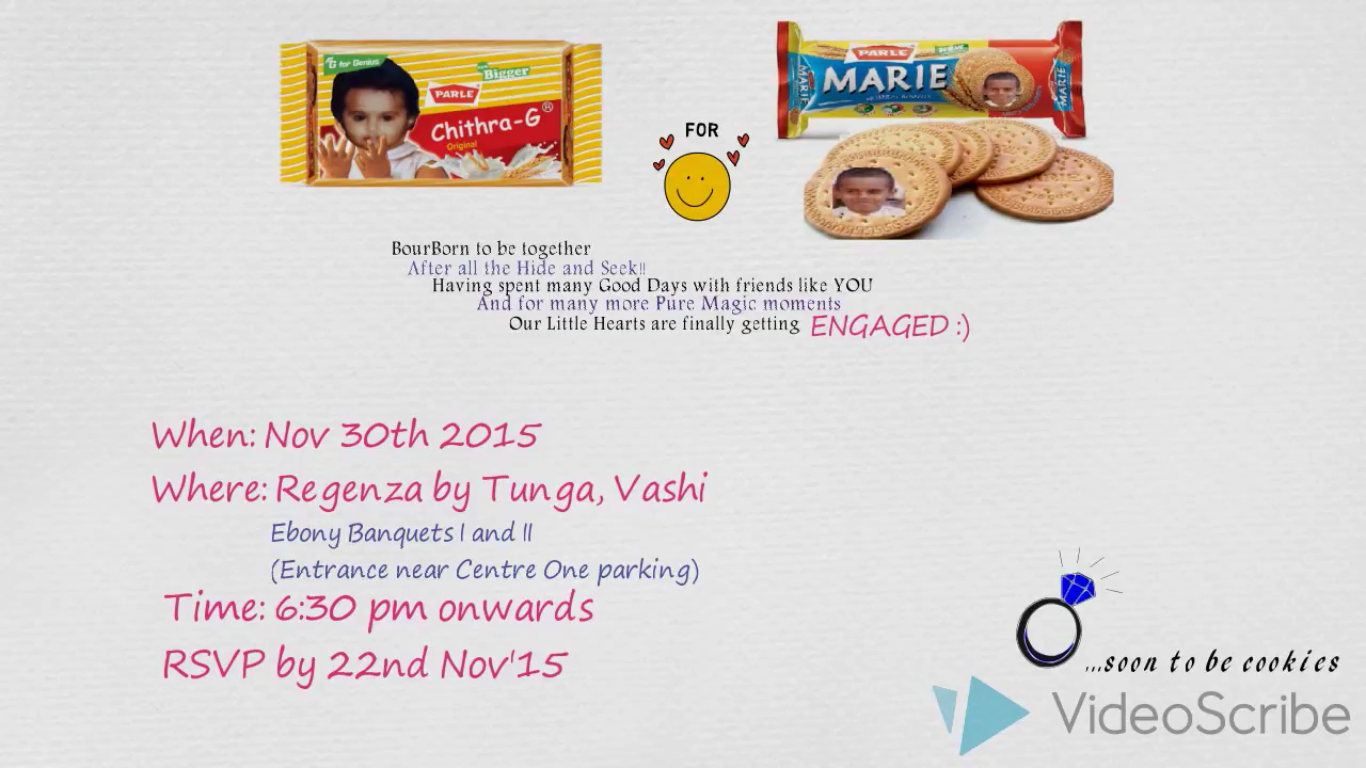 G for Genius
Bigger
PARLE
Chithra-G®
Original
FOR
PARLE
NEW
MARIE
MARIE
MARIE
BourBorn to be together
After all the Hide and Seek!!
Having spent many Good Days with friends like YOU
And for many more Pure Magic moments
Our Little Hearts are finally getting ENGAGED :)
When: Nov 30th 2015
Where: Regenza by Tunga, Vashi
Ebony Banquets I and II
(Entrance near Centre One parking)
Time: 6:30 pm onwards
RSVP by 22nd Nov'15
...soon to be cookies
VideoScribe